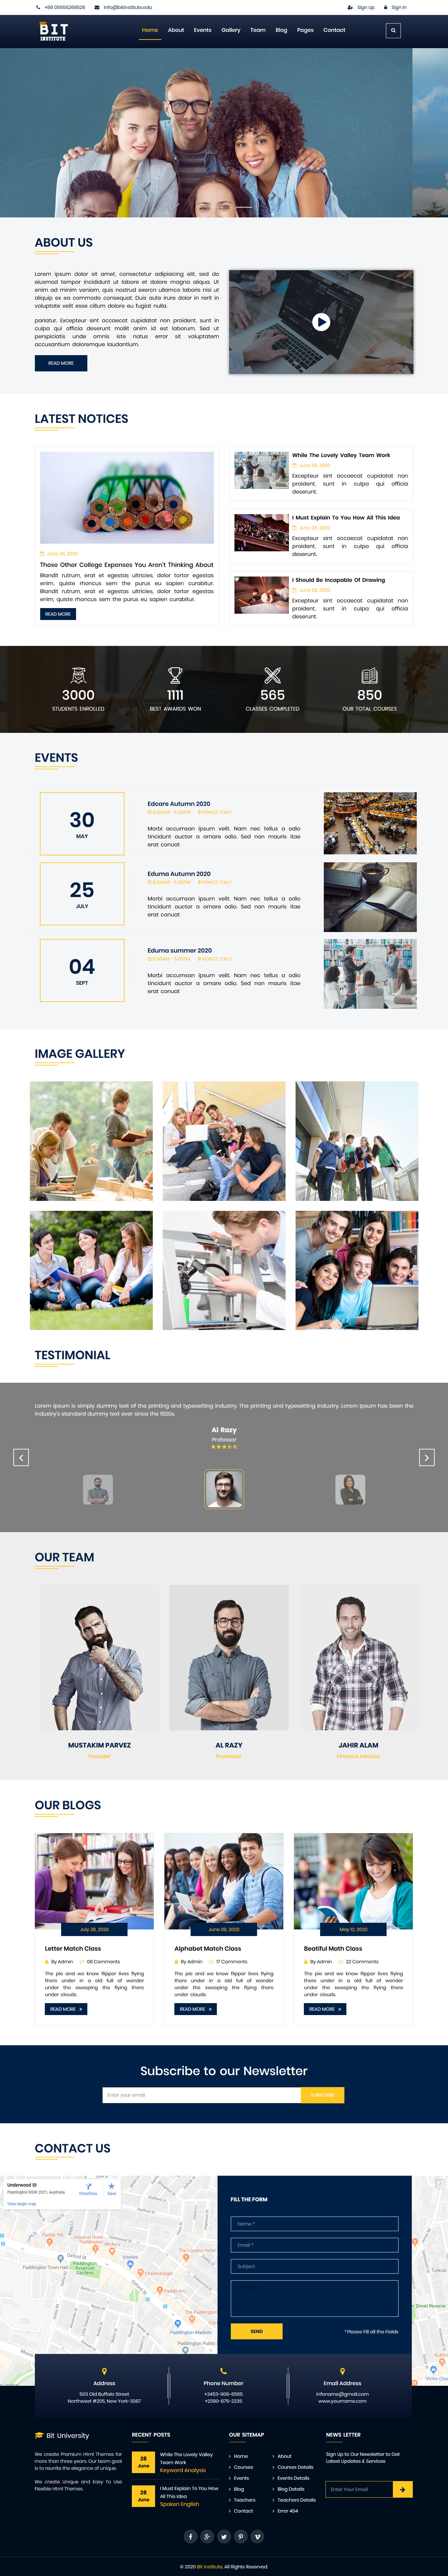 +88 05656269526
info@bitinstitute.edu
Sign Up
Sign In
BIT
INSTITUTE
Home
About
Events
Gallery
Team
Blog
Pages
Contact
ABOUT US
Lorem ipsum dolor sit amet, consectetur adipisicing elit, sed do
eiusmod tempor incididunt ut labore et dolore magna aliqua. Ut
enim ad minim veniam, quis nostrud exercn ullamco laboris nisi ut
aliquip ex ea commodo consequat. Duis aute irure dolor in rerit in
voluptate velit esse cillum dolore eu fugiat nulla.
pariatur. Excepteur sint occaecat cupidatat non proident, sunt in
culpa qui officia deserunt mollit anim id est laborum. Sed ut
perspiciatis unde omnis iste natus error sit voluptatem
accusantium doloremque laudantium.
READ MORE
LATEST NOTICES
June 28, 2020
Those Other College Expenses You Aren't Thinking About
Blandit rutrum, erat et egestas ultricies, dolor tortor egestas
enim, quiste rhoncus sem the purus eu sapien curabitur.
Blandit rutrum, erat et egestas ultricies, dolor tortor egestas
enim, quiste rhoncus sem the purus eu sapien curabitur.
READ MORE
While The Lovely Valley Team Work
June 28, 2020
Excepteur sint occaecat cupidatat non
proident, sunt in culpa qui officia
deserunt.
I Must Explain To You How All This Idea
June 28, 2020
Excepteur sint occaecat cupidatat non
proident, sunt in culpa qui officia
deserunt.
I Should Be Incapable Of Drawing
June 28, 2020
Excepteur sint occaecat cupidatat non
proident, sunt in culpa qui officia
deserunt.
3000
STUDENTS ENROLLED
1111
BEST AWARDS WON
565
CLASSES COMPLETED
850
OUR TOTAL COURSES
EVENTS
30
MAY
Edcare Autumn 2020
8:00AM - 5:00PM
VENICE, ITALY
Morbi accumsan ipsum velit. Nam nec tellus a odio
tincidunt auctor a ornare odio. Sed non mauris itae
erat conuat
25
JULY
Eduma Autumn 2020
8:00AM - 5:00PM
VENICE, ITALY
Morbi accumsan ipsum velit. Nam nec tellus a odio
tincidunt auctor a ornare odio. Sed non mauris itae
erat conuat
04
SEPT
Eduma summer 2020
8:00AM - 5:00PM
VENICE, ITALY
Morbi accumsan ipsum velit. Nam nec tellus a odio
tincidunt auctor a ornare odio. Sed non mauris itae
erat conuat
IMAGE GALLERY
TESTIMONIAL
Lorem Ipsum is simply dummy text of the printing and typesetting industry. The printing and typesetting industry. Lorem Ipsum has been the
industry's standard dummy text ever since the 1500s.
Al Razy
Professor
OUR TEAM
MUSTAKIM PARVEZ
Founder
AL RAZY
Professor
JAHIR ALAM
Finance Advisor
OUR BLOGS
July 26, 2020
Letter Match Class
By Admin
08 Comments
The pie and we know flipper lives flying
there under in a old full of wonder
under the sweeping the flying there
under clouds.
READ MORE »
June 09, 2020
Alphabet Match Class
By Admin
17 Comments
The pie and we know flipper lives flying
there under in a old full of wonder
under the sweeping the flying there
under clouds.
READ MORE »
May 12, 2020
Beatiful Math Class
By Admin
22 Comments
The pie and we know flipper lives flying
there under in a old full of wonder
under the sweeping the flying there
under clouds.
READ MORE »
Subscribe to our Newsletter
Enter your email
SUBSCRIBE
CONTACT US
Underwood St
Paddington NSW 2021, Australia
View larger map
Directions
Save
FILL THE FORM
Name *
Email *
Subject
SEND
*Please Fill all the Fields
Address
593 Old Buffalo Street
Northwest #205, New York-3087
Phone Number
+3453-909-6565
+2390-875-2235
Email Address
infoname@gmail.com
www.yourname.com
Bit University
We create Premium Html Themes for
more than three years. Our team goal
is to reunite the elegance of unique.
We create Unique and Easy To Use
Flexible Html Themes.
RECENT POSTS
28
June
While The Lovely Valley
Team Work
Keyword Analysis
28
June
I Must Explain To You How
All This Idea
Spoken English
OUR SITEMAP
Home
Courses
Events
Blog
Teachers
Contact
About
Courses Details
Events Details
Blog Details
Teachers Details
Error 404
NEWS LETTER
Sign Up to Our Newsletter to Get
Latest Updates & Services
Enter Your Email
© 2020 Bit institute. All Rights Reserved.